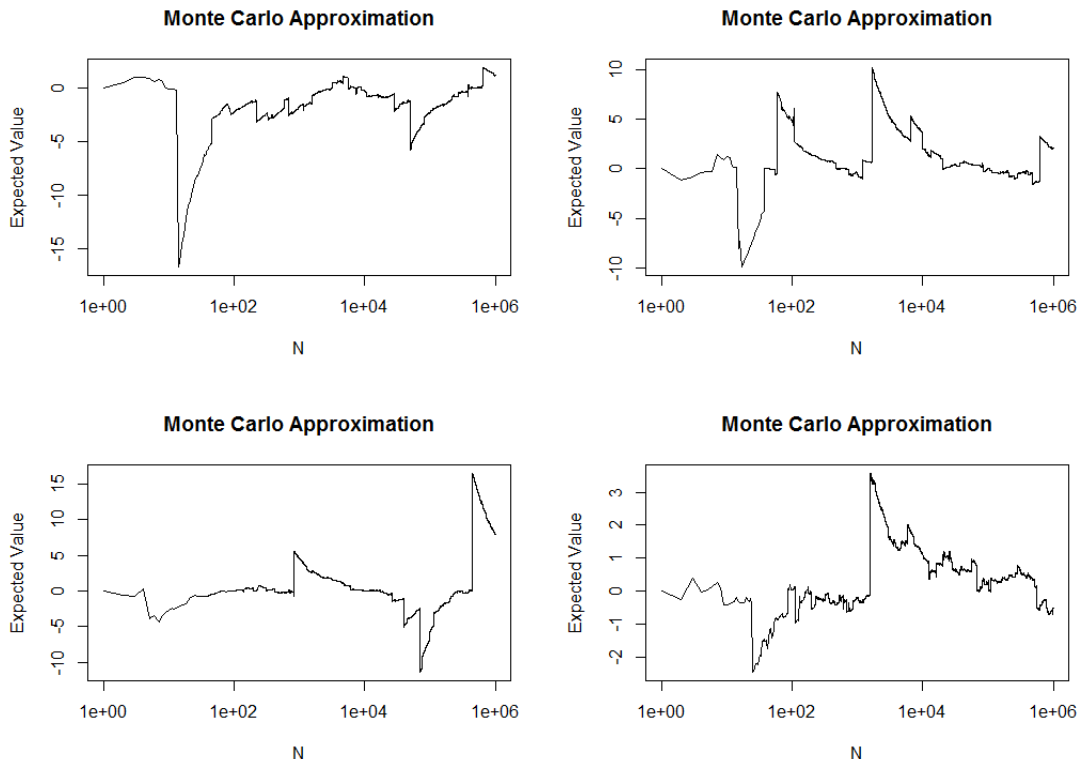 Monte Carlo Approximation
Expected Value
0
-5
-10
-15
1e+00 1e+02 1e+04 1e+06
N
Monte Carlo Approximation
Expected Value
10
5
0
-5
-10
1e+00 1e+02 1e+04 1e+06
N
Monte Carlo Approximation
Expected Value
15
10
5
0
-5
-10
1e+00 1e+02 1e+04 1e+06
N
Monte Carlo Approximation
Expected Value
3
2
1
0
-1
-2
1e+00 1e+02 1e+04 1e+06
N